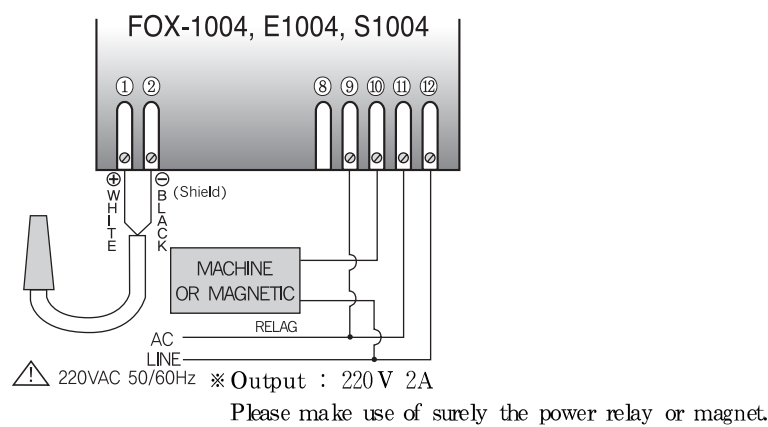 FOX-1004, E1004, S1004
① ② ⑧ ⑨ ⑩ ⑪ ⑫
⊕ WHITE
⊖ BLACK
(Shield)
MACHINE
OR MAGNETIC
RELAG
AC
LINE
220VAC 50/60Hz ※ Output : 220V 2A
Please make use of surely the power relay or magnet.